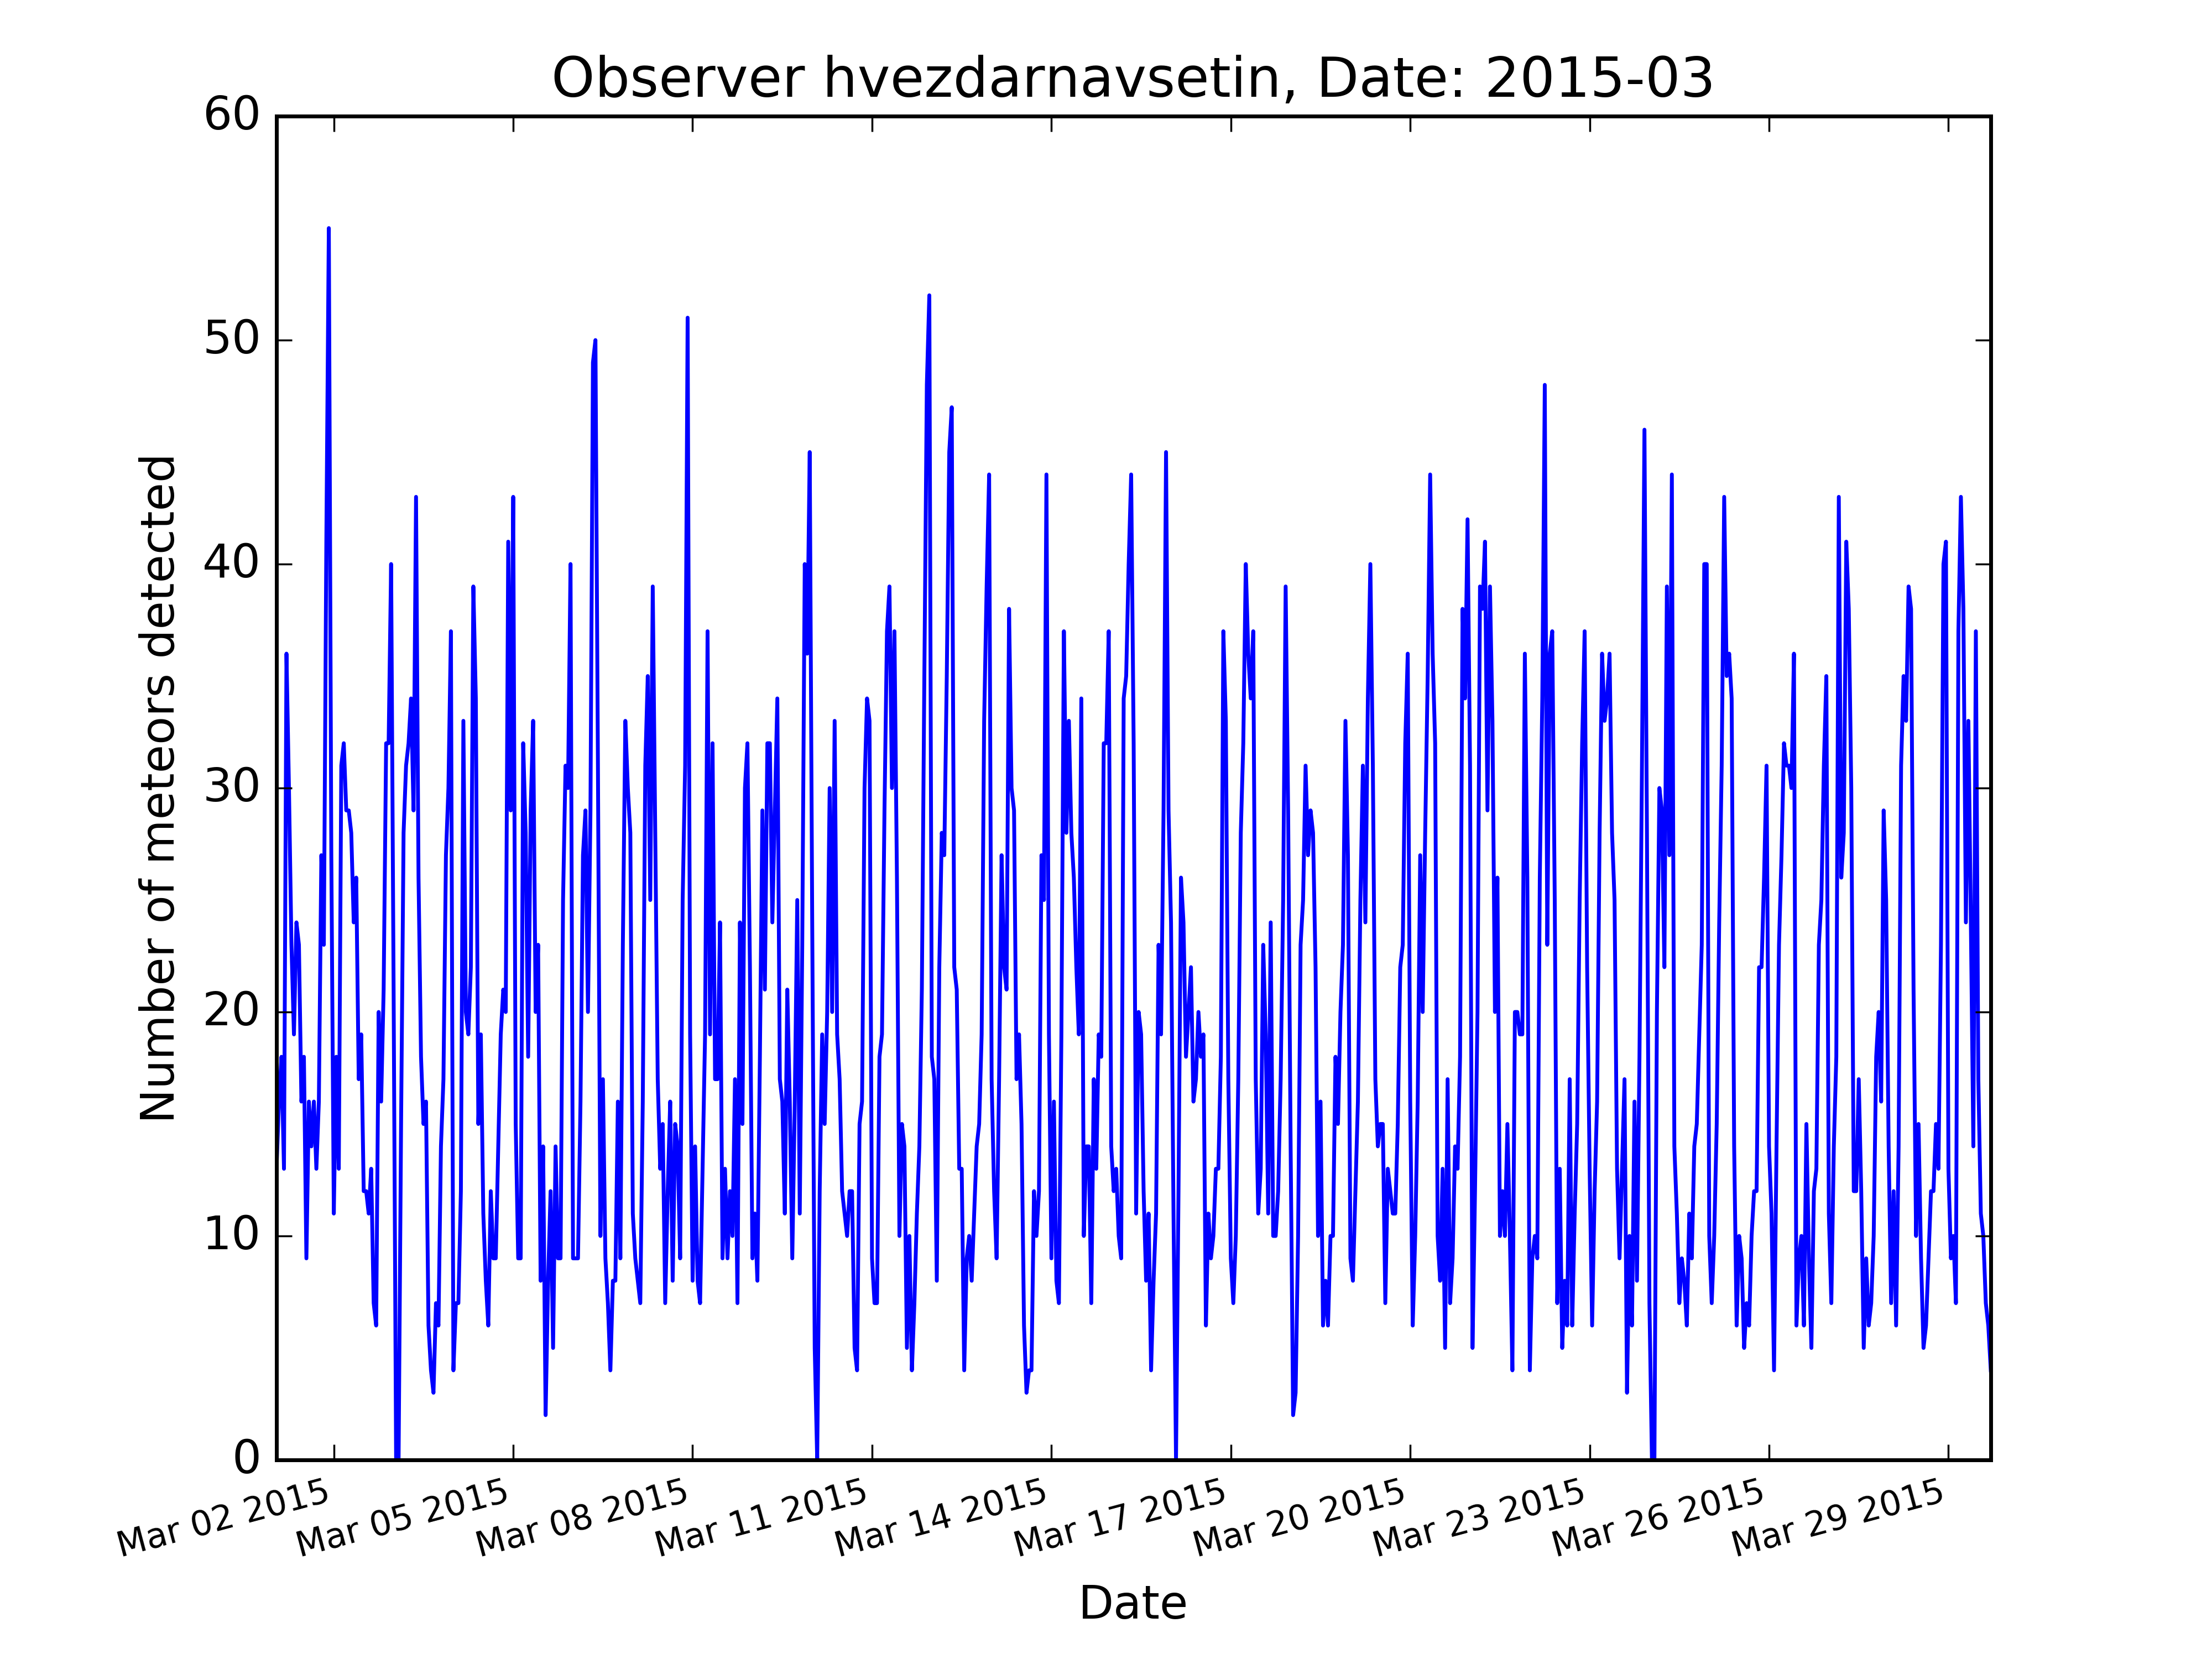 Observer hvezdarnavsetin, Date: 2015-03
60
50
40
30
20
10
0
Number of meteors detected
Mar 02 2015
Mar 05 2015
Mar 08 2015
Mar 11 2015
Mar 14 2015
Mar 17 2015
Mar 20 2015
Mar 23 2015
Mar 26 2015
Mar 29 2015
Date